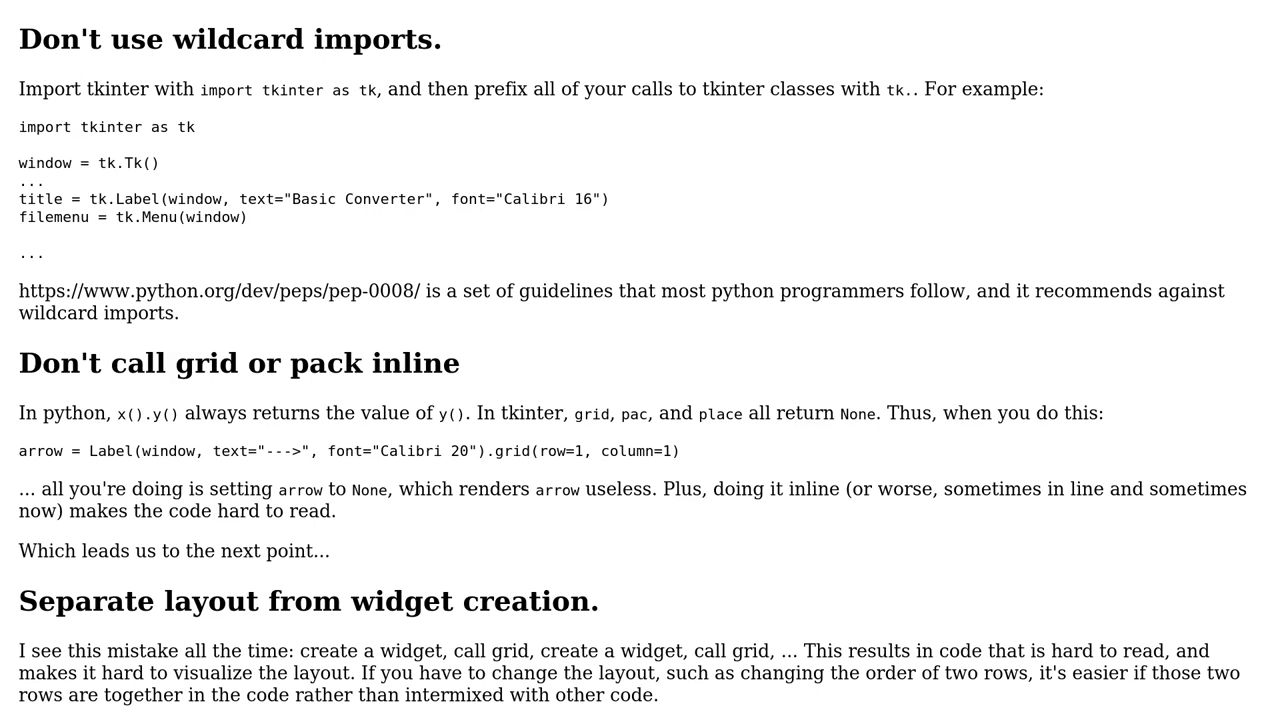 Don't use wildcard imports.
Import tkinter with import tkinter as tk, and then prefix all of your calls to tkinter classes with tk.. For example:
import tkinter as tk
window = tk.Tk()
...
title = tk.Label(window, text="Basic Converter", font="Calibri 16")
filemenu = tk.Menu(window)
...
https://www.python.org/dev/peps/pep-0008/ is a set of guidelines that most python programmers follow, and it recommends against
wildcard imports.
Don't call grid or pack inline
In python, x().y() always returns the value of y(). In tkinter, grid, pac, and place all return None. Thus, when you do this:
arrow = Label(window, text="--->", font="Calibri 20").grid(row=1, column=1)
... all you're doing is setting arrow to None, which renders arrow useless. Plus, doing it inline (or worse, sometimes in line and sometimes
now) makes the code hard to read.
Which leads us to the next point...
Separate layout from widget creation.
I see this mistake all the time: create a widget, call grid, create a widget, call grid, ... This results in code that is hard to read, and
makes it hard to visualize the layout. If you have to change the layout, such as changing the order of two rows, it's easier if those two
rows are together in the code rather than intermixed with other code.